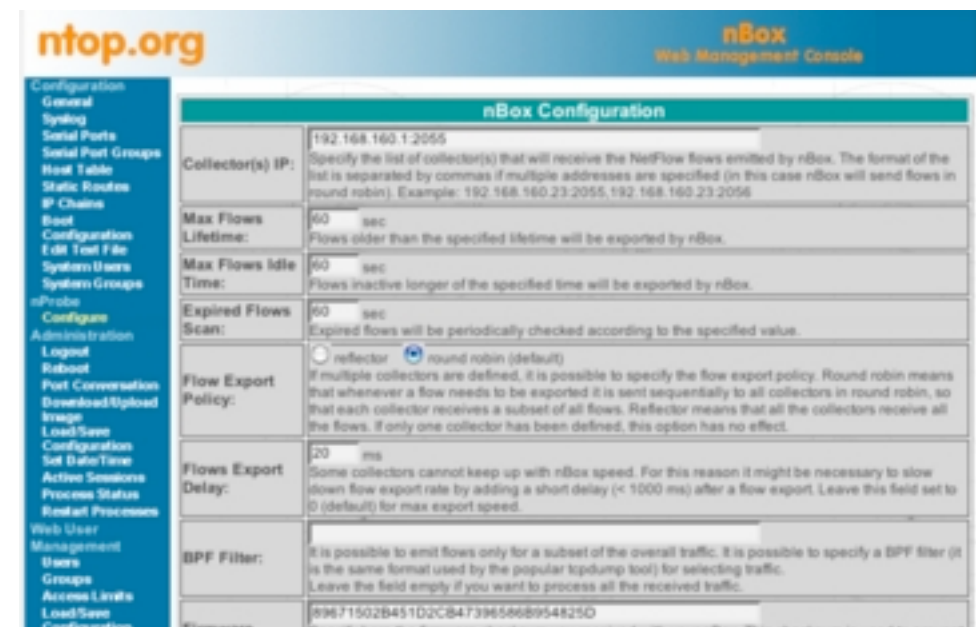 ntop.org
nBox
Web Management Console
Configuration
General
Syslog
Serial Ports
Serial Port Groups
Host Table
Static Routes
IP Chains
Boot
Configuration
Edit Text File
System Users
System Groups
nProbe
Configure
Administration
Logout
Reboot
Port Conversation
Download/Upload
Image
Load/Save
Configuration
Set Date/Time
Active Sessions
Process Status
Restart Processes
Web User
Management
Users
Groups
Access Limits
Load/Save
Configuration
nBox Configuration
Collector(s) IP:
192.168.160.1:2055
Specify the list of collector(s) that will receive the NetFlow flows emitted by nBox. The format of the
list is separated by commas if multiple addresses are specified (in this case nBox will send flows in
round robin). Example: 192.168.160.23:2055,192.168.160.23:2056
Max Flows
Lifetime:
60 sec
Flows older than the specified lifetime will be exported by nBox.
Max Flows Idle
Time:
60 sec
Flows inactive longer of the specified time will be exported by nBox.
Expired Flows
Scan:
60 sec
Expired flows will be periodically checked according to the specified value.
Flow Export
Policy:
reflector round robin (default)
If multiple collectors are defined, it is possible to specify the flow export policy. Round robin means
that whenever a flow needs to be exported it is sent sequentially to all collectors in round robin, so
that each collector receives a subset of all flows. Reflector means that all the collectors receive all
the flows. If only one collector has been defined, this option has no effect.
Flows Export
Delay:
20 ms
Some collectors cannot keep up with nBox speed. For this reason it might be necessary to slow
down flow export rate by adding a short delay (< 1000 ms) after a flow export. Leave this field set to
0 (default) for max export speed.
BPF Filter:
It is possible to emit flows only for a subset of the overall traffic. It is possible to specify a BPF filter (it
is the same format used by the popular tcpdump tool) for selecting traffic.
Leave the field empty if you want to process all the received traffic.
89671502B451D2CB47396586B954825D